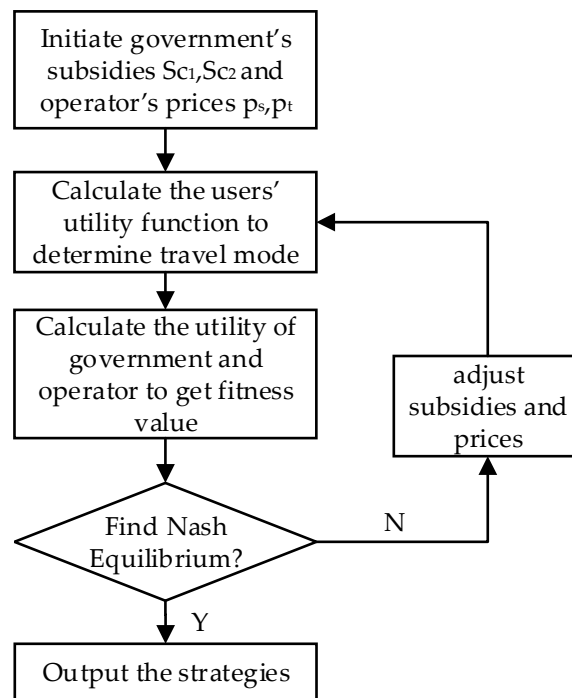 Initiate government’s
subsidies Sc1,Sc2 and
operator’s prices ps,pt
Calculate the users’
utility function to
determine travel mode
Calculate the utility of
government and
operator to get fitness
value
adjust
subsidies and
prices
Find Nash
Equilibrium?
N
Y
Output the strategies